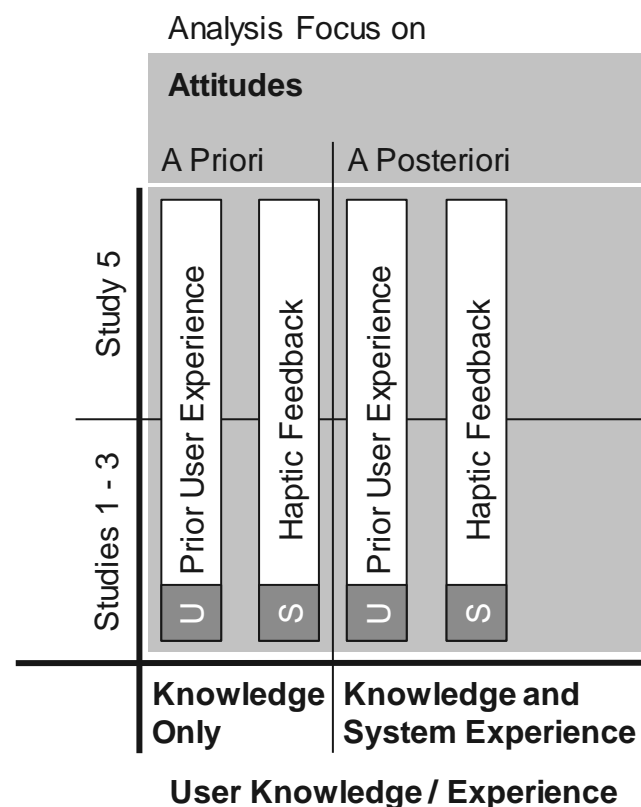 Analysis Focus on
Attitudes
A Priori
A Posteriori
Study 5
Studies 1 - 3
Prior User Experience
U
Haptic Feedback
S
Prior User Experience
U
Haptic Feedback
S
Knowledge
Only
Knowledge and
System Experience
User Knowledge / Experience